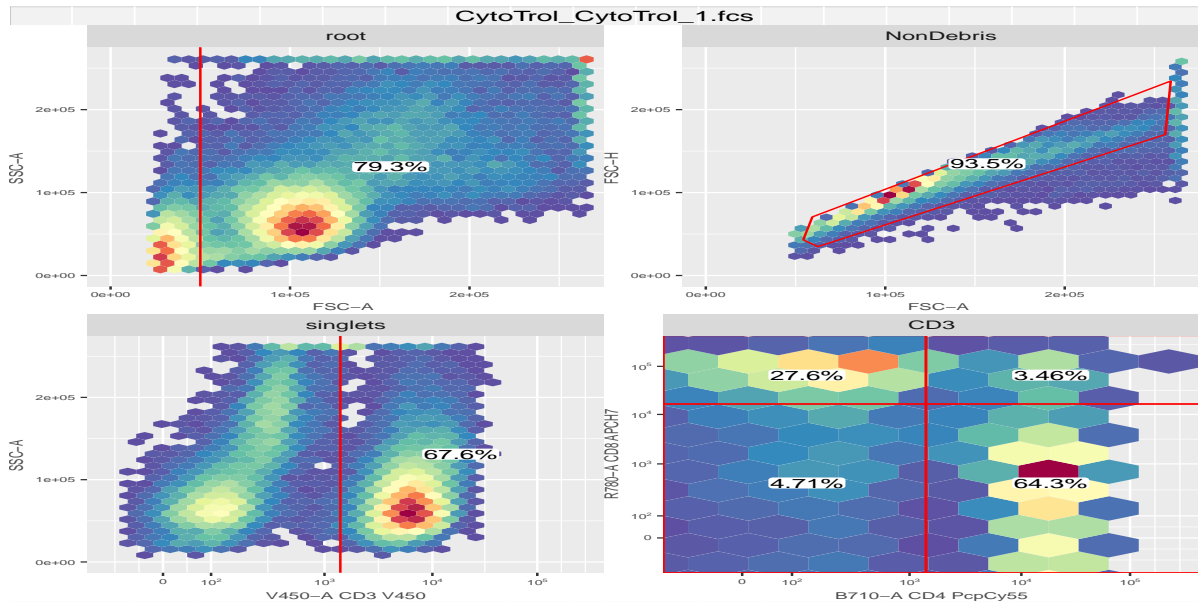 CytoTrol_CytoTrol_1.fcs
root
NonDebris
SSC-A
2e+05
1e+05
0e+00
79.3%
0e+00 1e+05 2e+05
FSC-A
FSC-H
2e+05
1e+05
0e+00
93.5%
0e+00 1e+05 2e+05
FSC-A
singlets
CD3
SSC-A
2e+05
1e+05
0e+00
67.6%
0 10² 10³ 10⁴ 10⁵
V450-A CD3 V450
R780-A CD8 APCH7
10⁵
10⁴
10³
10²
0
27.6% 3.46%
4.71% 64.3%
0 10² 10³ 10⁴ 10⁵
B710-A CD4 PcpCy55